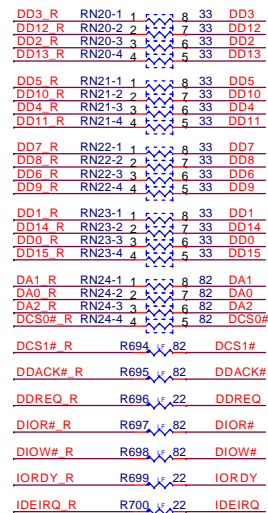 DD3_R RN20-1 1 8 33 DD3
DD12_R RN20-2 2 7 33 DD12
DD2_R RN20-3 3 6 33 DD2
DD13_R RN20-4 4 5 33 DD13
DD5_R RN21-1 1 8 33 DD5
DD10_R RN21-2 2 7 33 DD10
DD4_R RN21-3 3 6 33 DD4
DD11_R RN21-4 4 5 33 DD11
DD7_R RN22-1 1 8 33 DD7
DD8_R RN22-2 2 7 33 DD8
DD6_R RN22-3 3 6 33 DD6
DD9_R RN22-4 4 5 33 DD9
DD1_R RN23-1 1 8 33 DD1
DD14_R RN23-2 2 7 33 DD14
DD0_R RN23-3 3 6 33 DD0
DD15_R RN23-4 4 5 33 DD15
DA1_R RN24-1 1 8 82 DA1
DA0_R RN24-2 2 7 82 DA0
DA2_R RN24-3 3 6 82 DA2
DCS0#_R RN24-4 4 5 82 DCS0#
DCS1#_R R694 LF 82 DCS1#
DDACK#_R R695 LF 82 DDACK#
DDREQ_R R696 LF 22 DDREQ
DIOR#_R R697 LF 82 DIOR#
DIOW#_R R698 LF 82 DIOW#
IORDY_R R699 LF 22 IORDY
IDEIRQ_R R700 LF 22 IDEIRQ